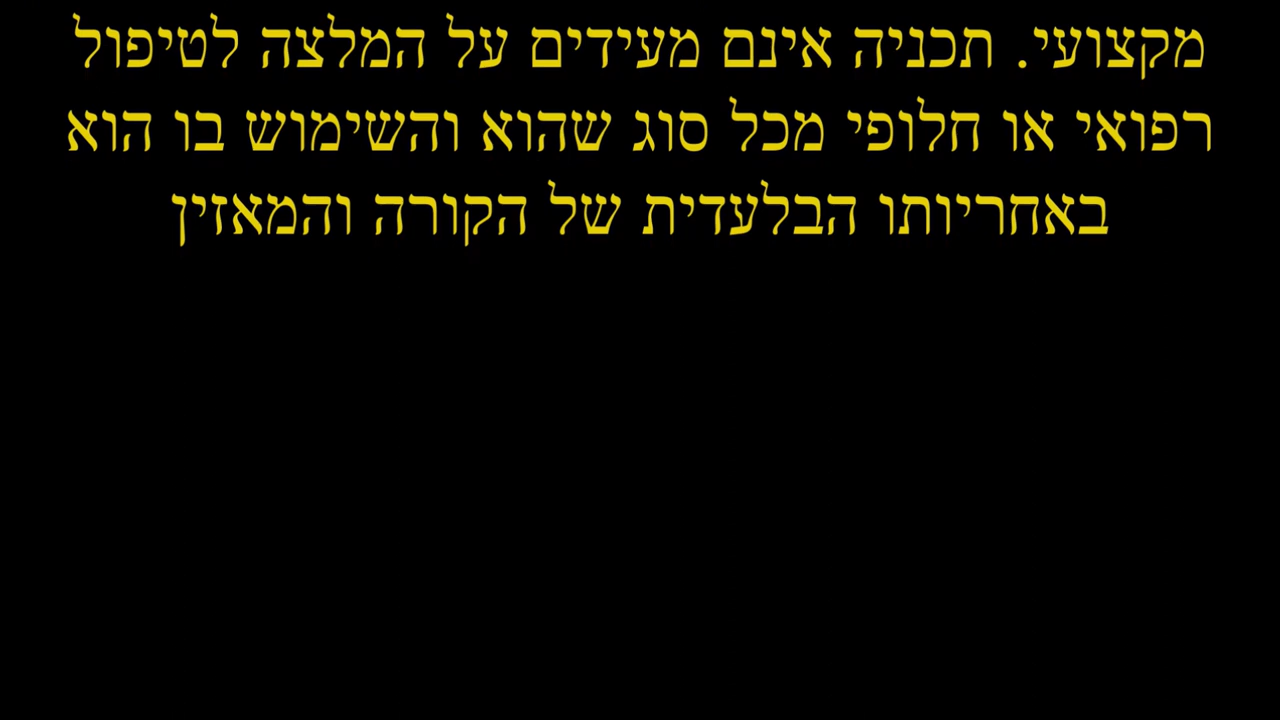 מקצועי. תכניה אינם מעידים על המלצה לטיפול
רפואי או חלופי מכל סוג שהוא והשימוש בו הוא
באחריותו הבלעדית של הקורה והמאזין